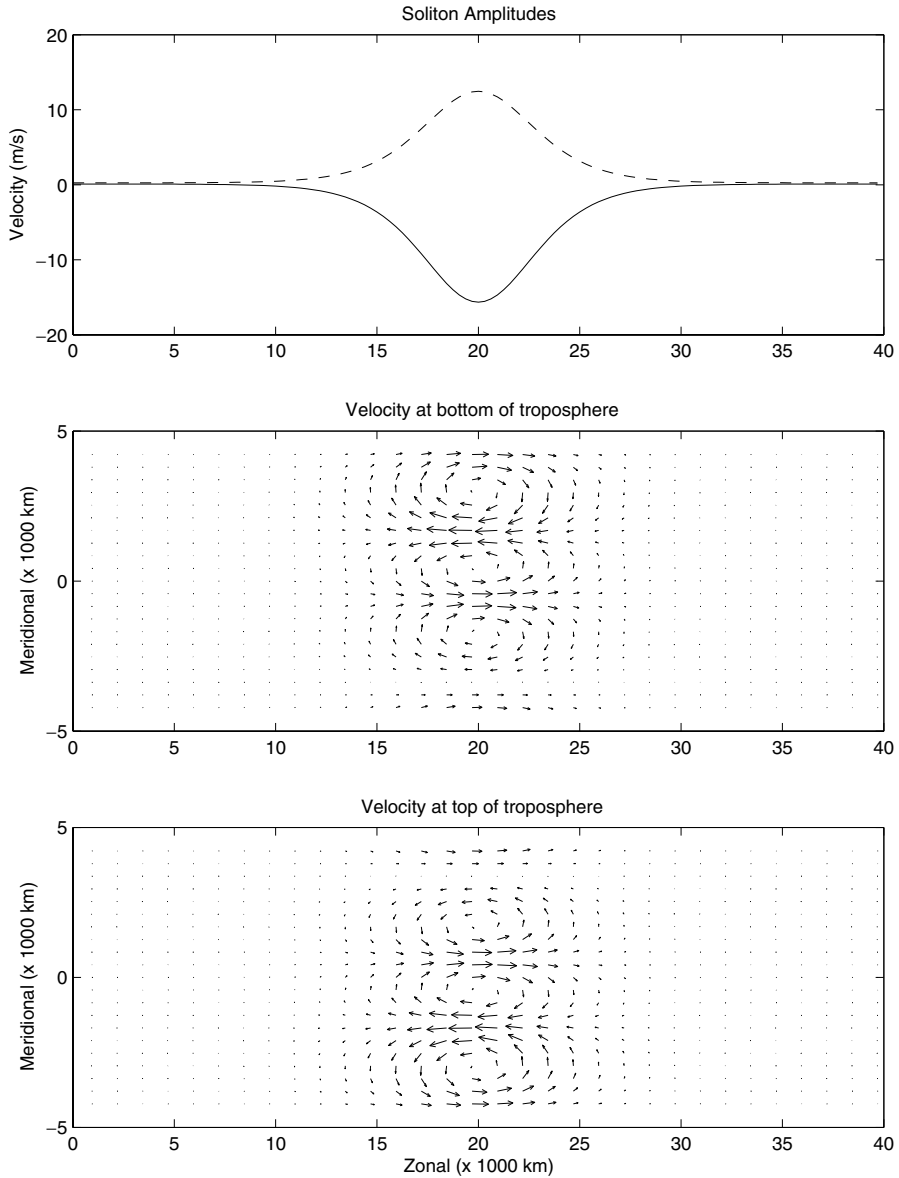 Soliton Amplitudes
Velocity (m/s)
20
10
0
−10
−20
0 5 10 15 20 25 30 35 40
Velocity at bottom of troposphere
Meridional (x 1000 km)
5
0
−5
0 5 10 15 20 25 30 35 40
Velocity at top of troposphere
Meridional (x 1000 km)
5
0
−5
0 5 10 15 20 25 30 35 40
Zonal (x 1000 km)